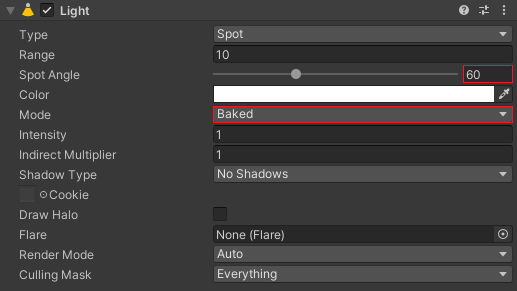 Light
Type Spot
Range 10
Spot Angle 60
Color
Mode Baked
Intensity 1
Indirect Multiplier 1
Shadow Type No Shadows
Cookie
Draw Halo
Flare None (Flare)
Render Mode Auto
Culling Mask Everything